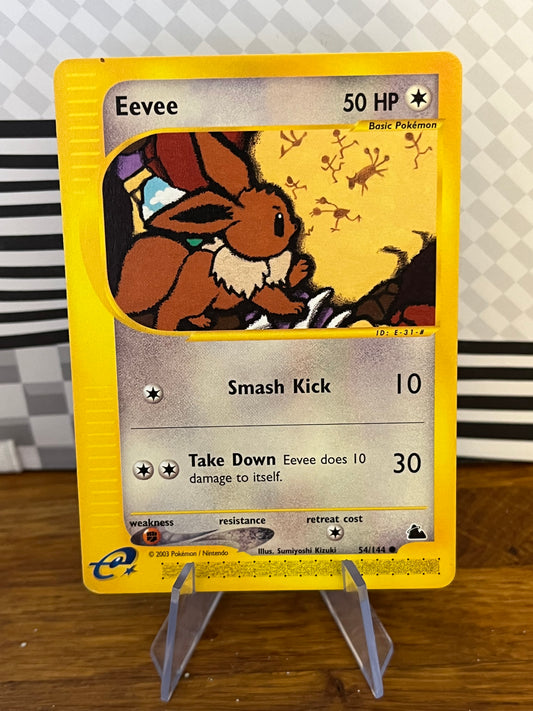 Eevee 50 HP
Basic Pokémon
ID: E-31-#
Smash Kick 10
Take Down Eevee does 10 30
damage to itself.
weakness resistance retreat cost
© 2003 Pokémon / Nintendo Illus. Sumiyoshi Kizuki 54/144
e